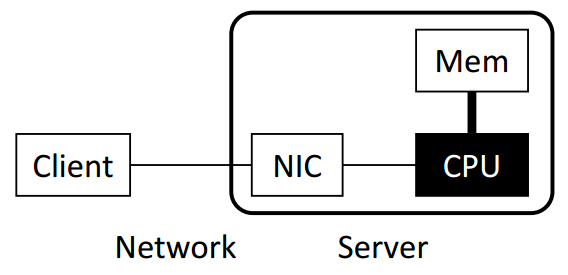 Mem
Client
NIC
CPU
Network
Server